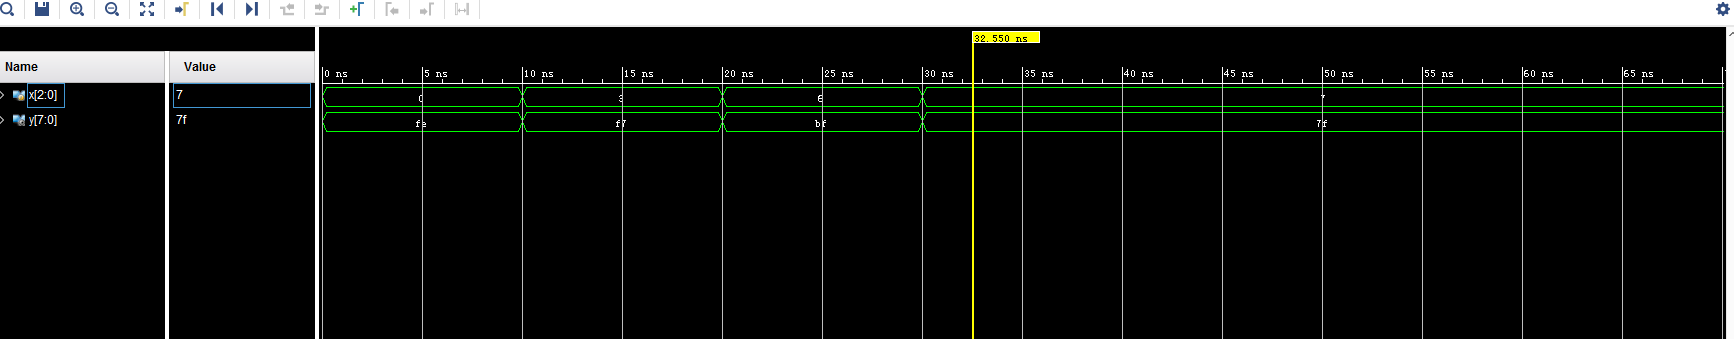 32.550 ns
Name Value
0 ns 5 ns 10 ns 15 ns 20 ns 25 ns 30 ns 35 ns 40 ns 45 ns 50 ns 55 ns 60 ns 65 ns
x[2:0] 7 0 3 6 7
y[7:0] 7f fe f7 bf 7f